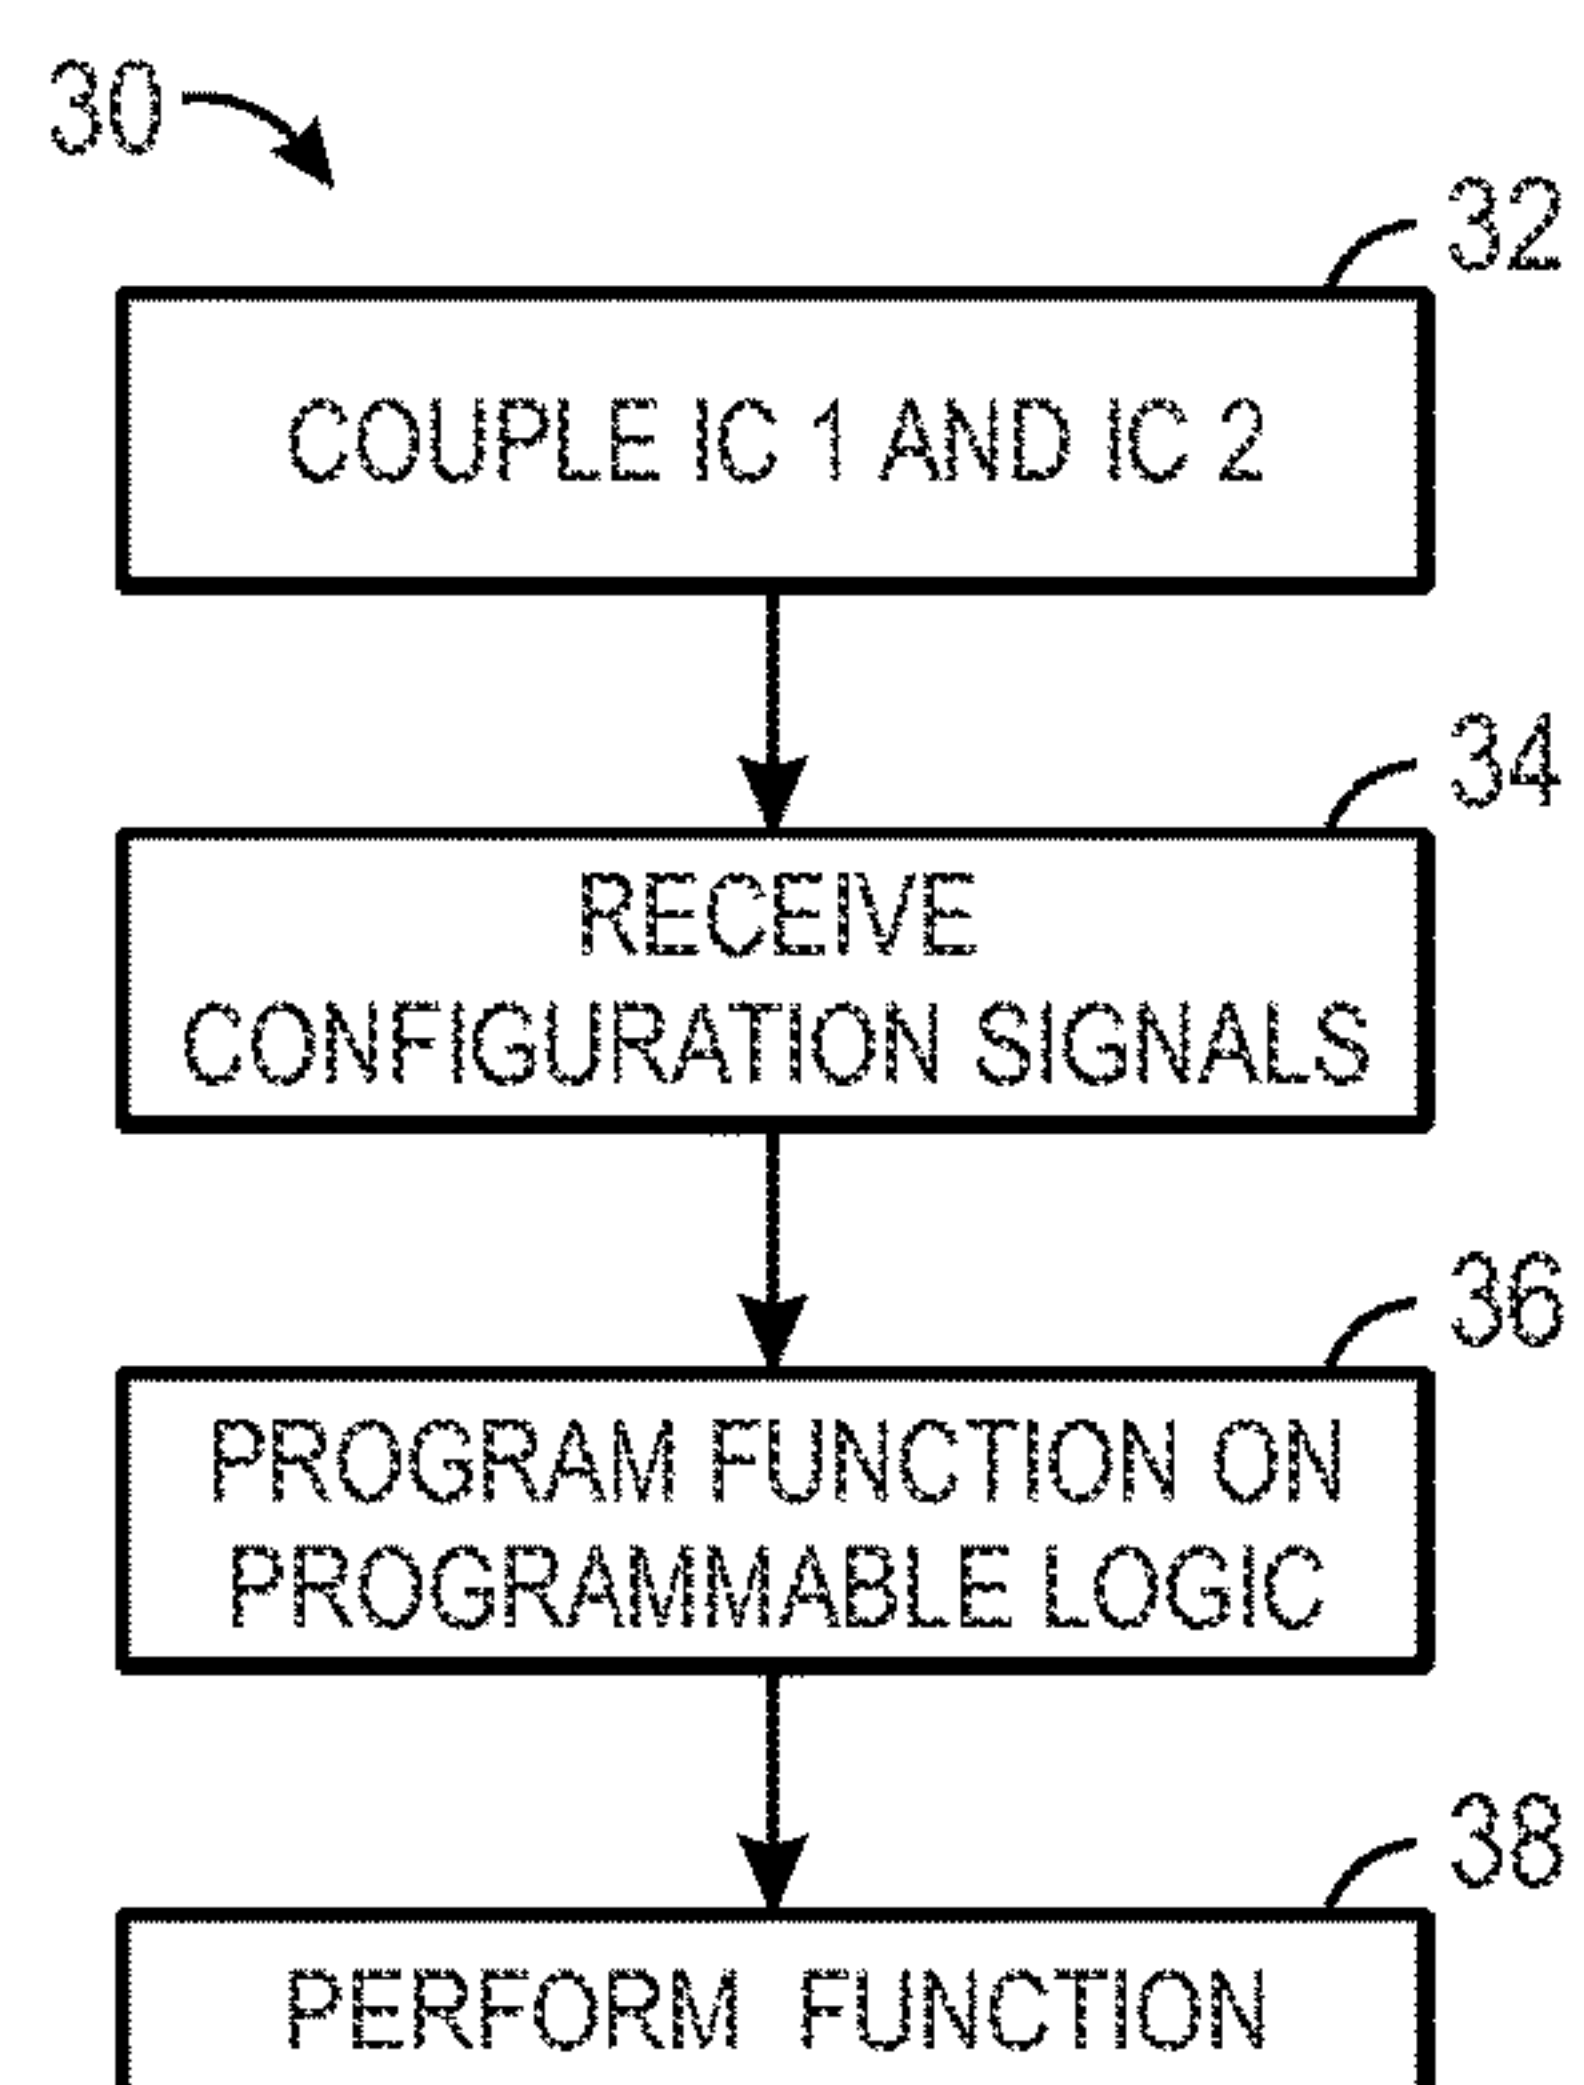 30
32
COUPLE IC 1 AND IC 2
34
RECEIVE
CONFIGURATION SIGNALS
36
PROGRAM FUNCTION ON
PROGRAMMABLE LOGIC
38
PERFORM FUNCTION